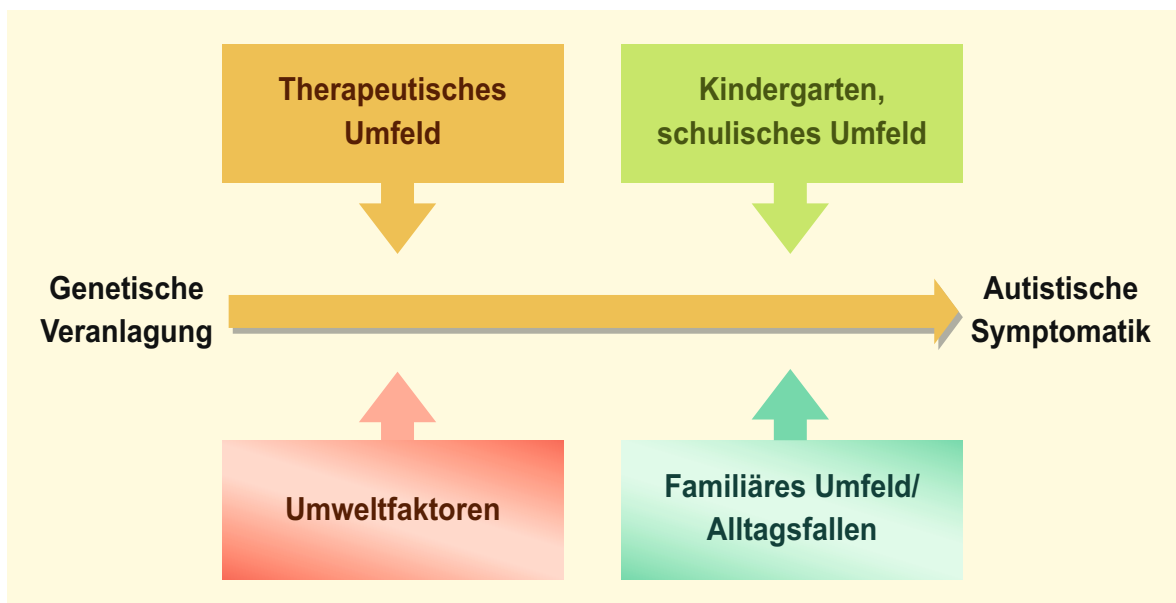 Therapeutisches
Umfeld
Kindergarten,
schulisches Umfeld
Genetische
Veranlagung
Autistische
Symptomatik
Umweltfaktoren
Familiäres Umfeld/
Alltagsfallen